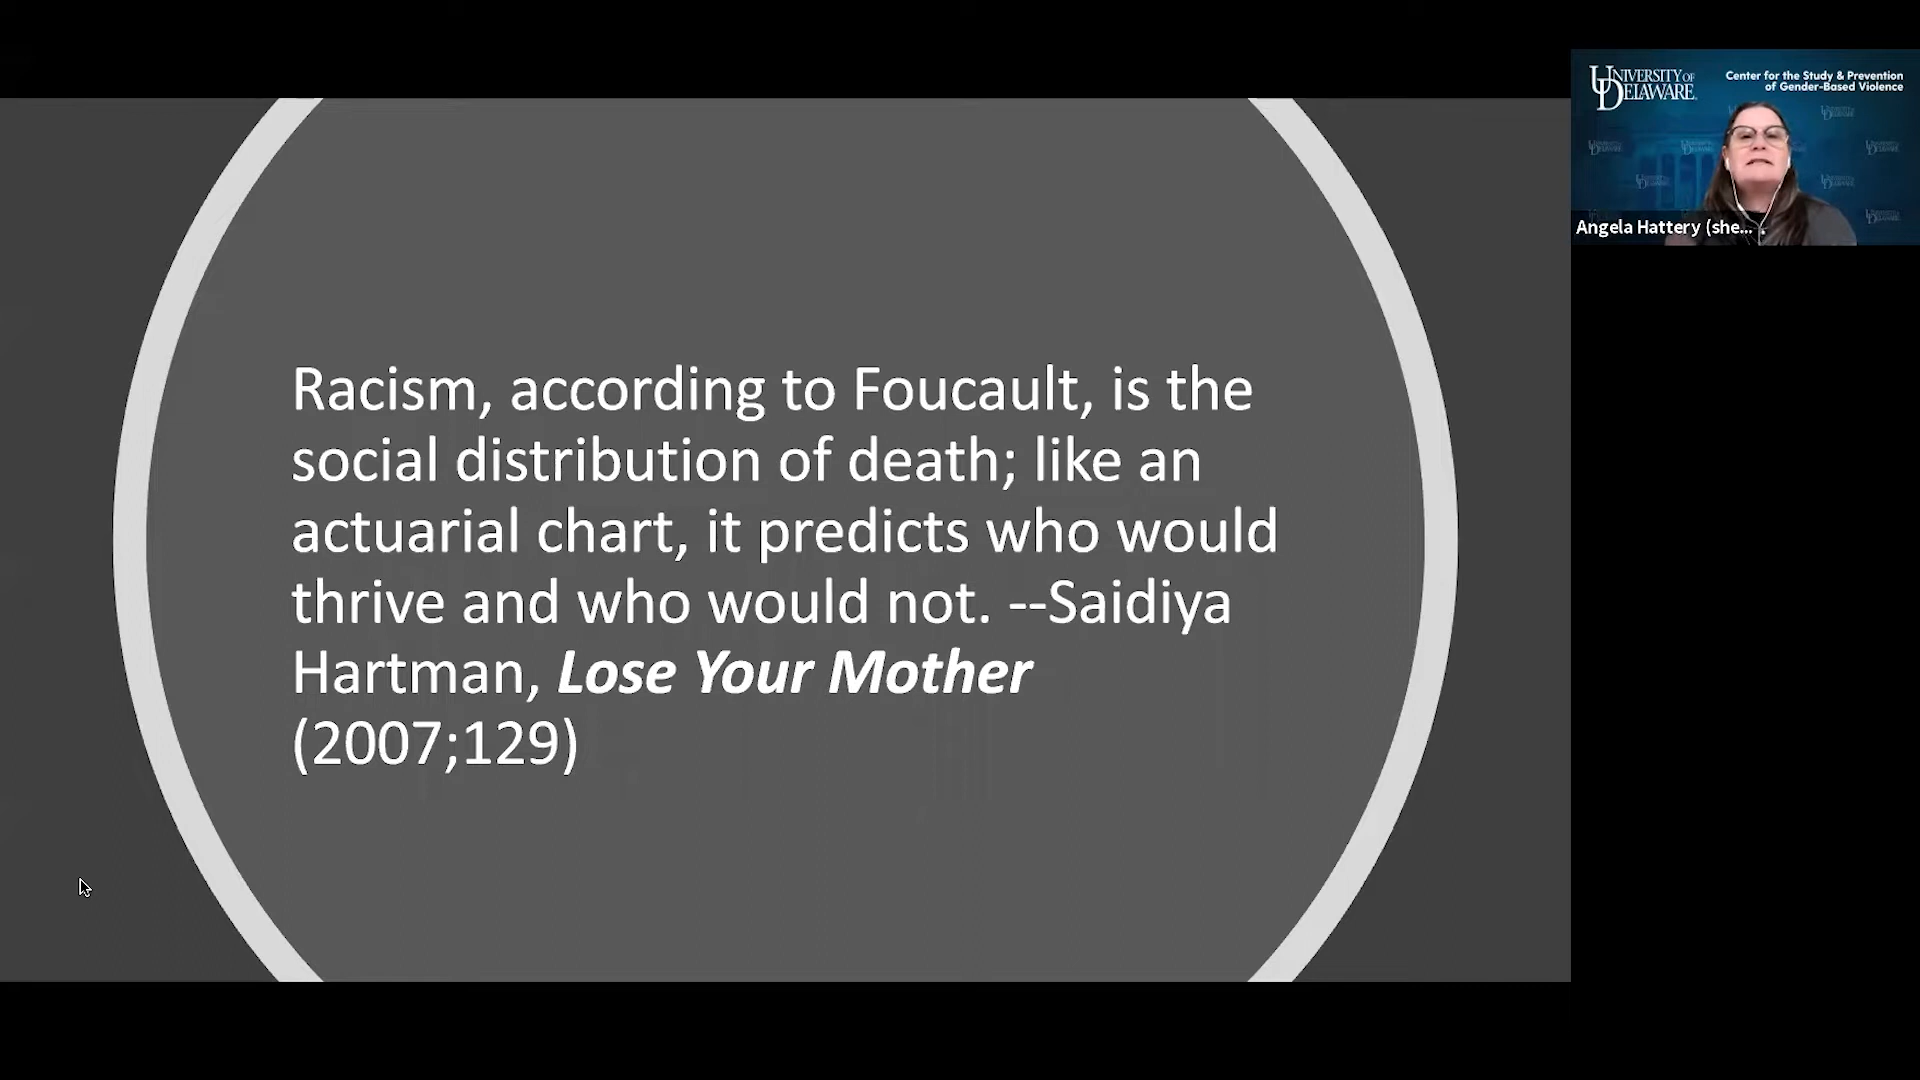 Racism, according to Foucault, is the
social distribution of death; like an
actuarial chart, it predicts who would
thrive and who would not. --Saidiya
Hartman, Lose Your Mother
(2007;129)
UNIVERSITY OF
DELAWARE
Center for the Study & Prevention
of Gender-Based Violence
Angela Hattery (she...